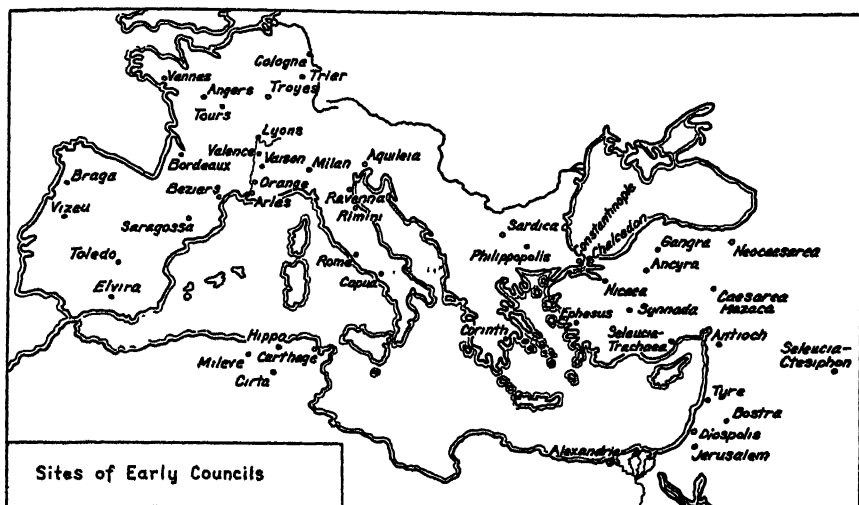 Cologne
Trier
Vannes
Angers
Troyes
Tours
Lyons
Valence
Vaison
Milan
Aquileia
Bordeaux
Braga
Beziers
Orange
Arles
Ravenna
Rimini
Vizeu
Saragossa
Constantinople
Chalcedon
Sardica
Gangra
Neocaesarea
Toledo
Rome
Philippopolis
Ancyra
Capua
Elvira
Nicaea
Caesarea
Mazaca
Ephesus
Synnada
Hippo
Corinth
Seleucia-
Trachaea
Antioch
Seleucia-
Ctesiphon
Mileve
Carthage
Cirta
Tyre
Bostra
Diospolis
Alexandria
Jerusalem
Sites of Early Councils